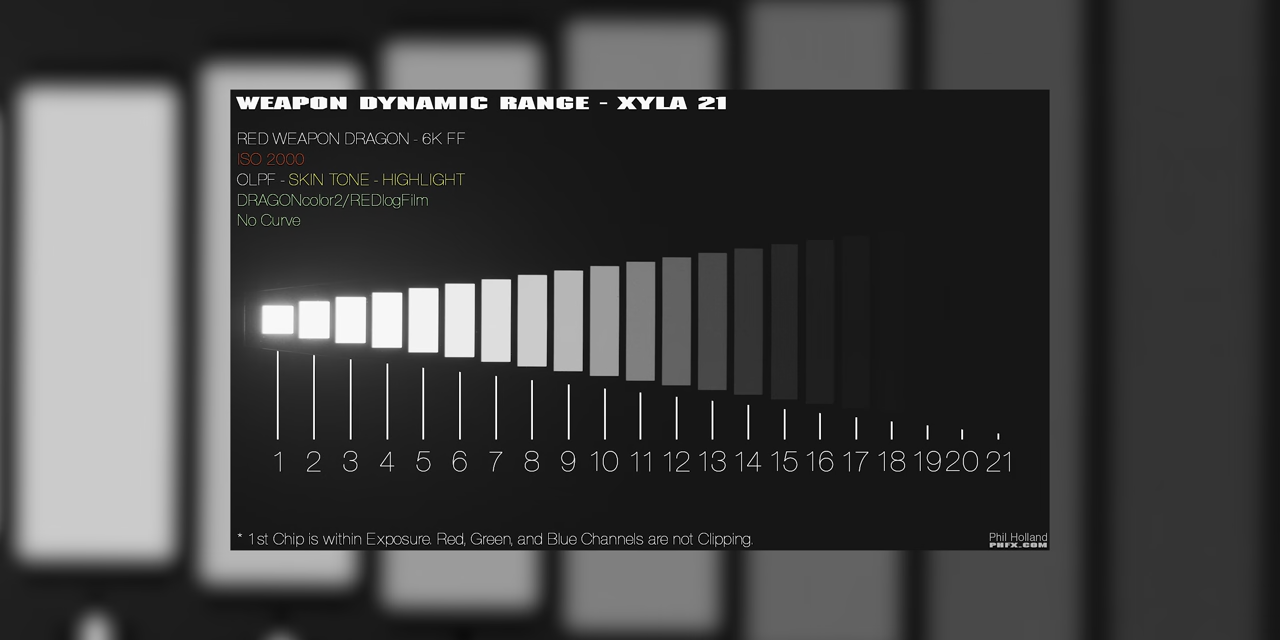 WEAPON DYNAMIC RANGE - XYLA 21
RED WEAPON DRAGON - 6K FF
ISO 2000
OLPF - SKIN TONE - HIGHLIGHT
DRAGONcolor2/REDlogFilm
No Curve
1 2 3 4 5 6 7 8 9 10 11 12 13 14 15 16 17 18 19 20 21
* 1st Chip is within Exposure. Red, Green, and Blue Channels are not Clipping.
Phil Holland
PHFX.COM